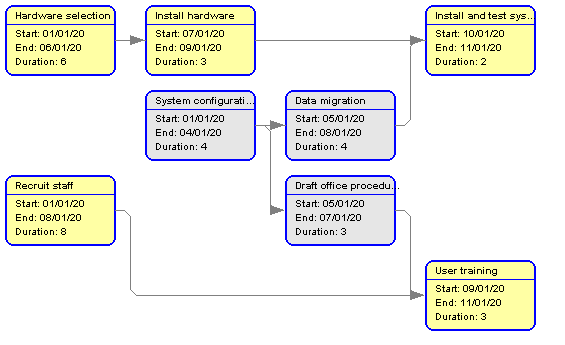 Hardware selection
Start: 01/01/20
End: 06/01/20
Duration: 6
Install hardware
Start: 07/01/20
End: 09/01/20
Duration: 3
Install and test sys...
Start: 10/01/20
End: 11/01/20
Duration: 2
System configurati...
Start: 01/01/20
End: 04/01/20
Duration: 4
Data migration
Start: 05/01/20
End: 08/01/20
Duration: 4
Recruit staff
Start: 01/01/20
End: 08/01/20
Duration: 8
Draft office procedu...
Start: 05/01/20
End: 07/01/20
Duration: 3
User training
Start: 09/01/20
End: 11/01/20
Duration: 3